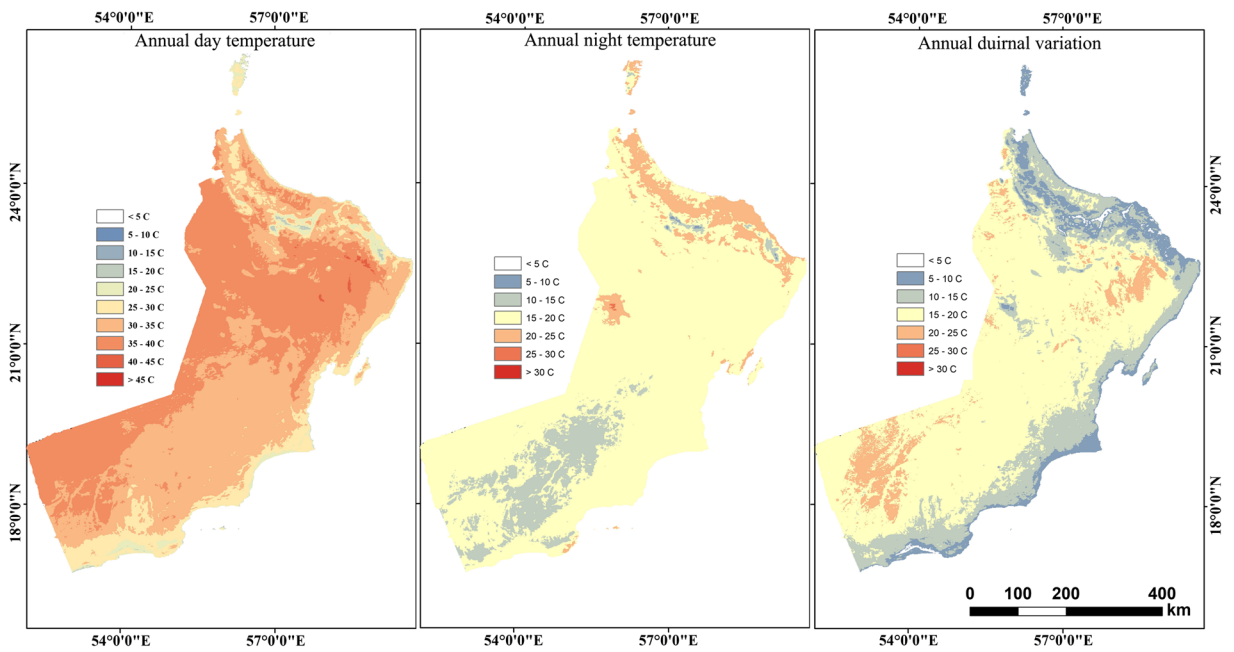 54°0'0"E 57°0'0"E 54°0'0"E 57°0'0"E 54°0'0"E 57°0'0"E
Annual day temperature
Annual night temperature
Annual duirnal variation
24°0'0"N
21°0'0"N
18°0'0"N
< 5 C
5 - 10 C
10 - 15 C
15 - 20 C
20 - 25 C
25 - 30 C
30 - 35 C
35 - 40 C
40 - 45 C
> 45 C
< 5 C
5 - 10 C
10 - 15 C
15 - 20 C
20 - 25 C
25 - 30 C
> 30 C
< 5 C
5 - 10 C
10 - 15 C
15 - 20 C
20 - 25 C
25 - 30 C
> 30 C
24°0'0"N
21°0'0"N
18°0'0"N
0 100 200 400
km
54°0'0"E 57°0'0"E 54°0'0"E 57°0'0"E 54°0'0"E 57°0'0"E